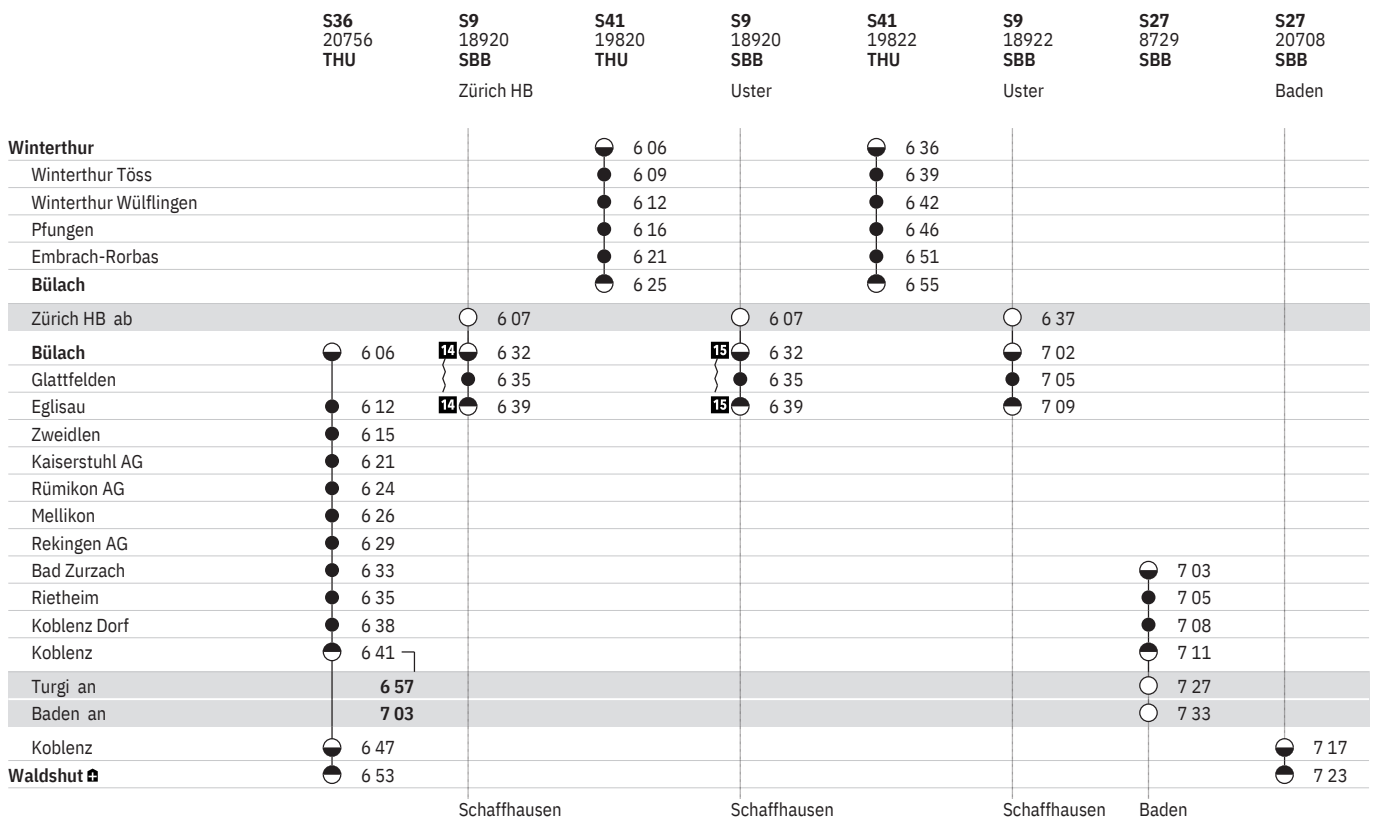 S36 S9 S41 S9 S41 S9 S27 S27
20756 18920 19820 18920 19822 18922 8729 20708
THU SBB THU SBB THU SBB SBB SBB
Zürich HB Uster Uster Baden
Winterthur 6 06 6 36
Winterthur Töss 6 09 6 39
Winterthur Wülflingen 6 12 6 42
Pfungen 6 16 6 46
Embrach-Rorbas 6 21 6 51
Bülach 6 25 6 55
Zürich HB ab 6 07 6 07 6 37
Bülach 6 06 14 6 32 15 6 32 7 02
Glattfelden 6 35 6 35 7 05
Eglisau 6 12 14 6 39 15 6 39 7 09
Zweidlen 6 15
Kaiserstuhl AG 6 21
Rümikon AG 6 24
Mellikon 6 26
Rekingen AG 6 29
Bad Zurzach 6 33 7 03
Rietheim 6 35 7 05
Koblenz Dorf 6 38 7 08
Koblenz 6 41 7 11
Turgi an 6 57 7 27
Baden an 7 03 7 33
Koblenz 6 47 7 17
Waldshut 6 53 7 23
Schaffhausen Schaffhausen Schaffhausen Baden